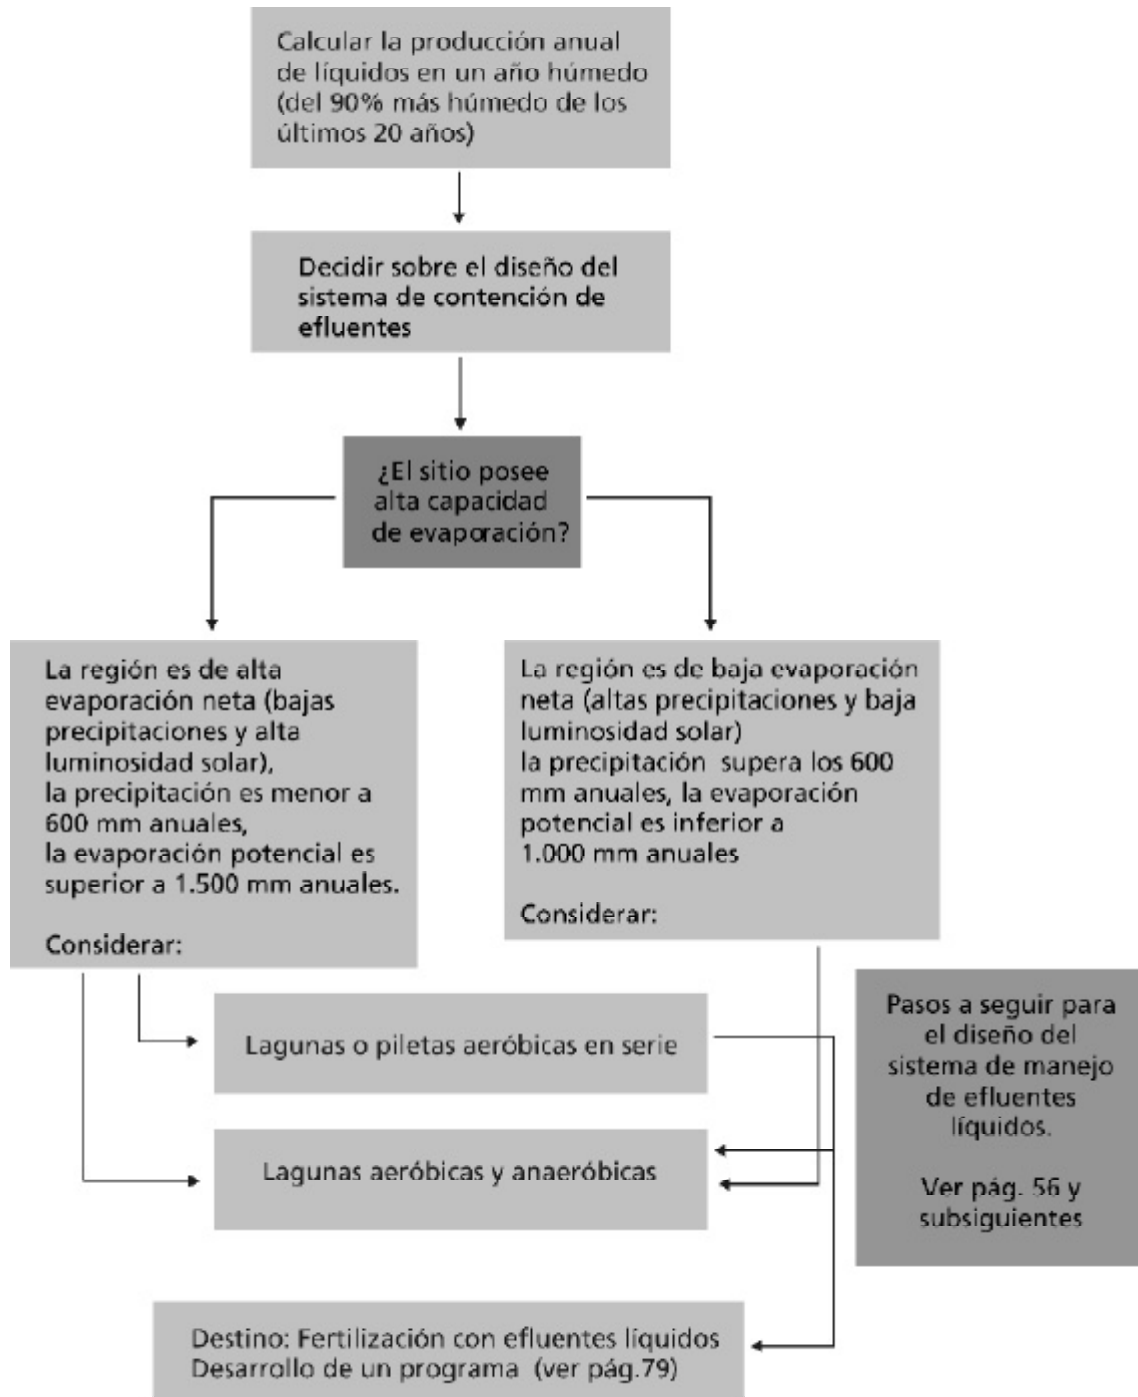 Calcular la producción anual
de líquidos en un año húmedo
(del 90% más húmedo de los
últimos 20 años)
Decidir sobre el diseño del
sistema de contención de
efluentes
¿El sitio posee
alta capacidad
de evaporación?
La región es de alta
evaporación neta (bajas
precipitaciones y alta
luminosidad solar),
la precipitación es menor a
600 mm anuales,
la evaporación potencial es
superior a 1.500 mm anuales.
Considerar:
La región es de baja evaporación
neta (altas precipitaciones y baja
luminosidad solar)
la precipitación supera los 600
mm anuales, la evaporación
potencial es inferior a
1.000 mm anuales
Considerar:
Lagunas o piletas aeróbicas en serie
Lagunas aeróbicas y anaeróbicas
Pasos a seguir para
el diseño del
sistema de manejo
de efluentes
líquidos.
Ver pág. 56 y
subsiguientes
Destino: Fertilización con efluentes líquidos
Desarrollo de un programa (ver pág.79)